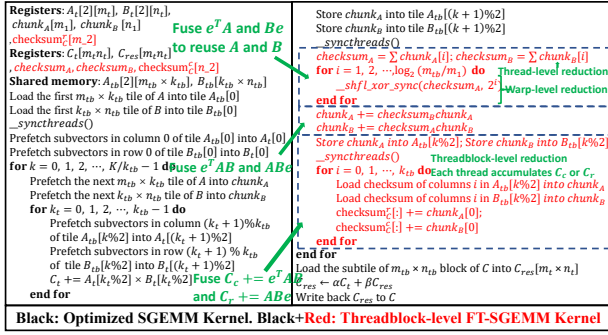 Registers: A_t[2][m_t], B_t[2][n_t],
chunk_A[m_1], chunk_B[n_1]
,checksum_C^r[m_2]
Registers: C_t[m_t n_t], C_res[m_t n_t]
, checksum_A, checksum_B, checksum_C^c[n_2]
Shared memory: A_tb[2][m_tb × k_tb], B_tb[k_tb × n_tb]
Load the first m_tb × k_tb tile of A into tile A_tb[0]
Load the first k_tb × n_tb tile of B into tile B_tb[0]
__syncthreads()
Prefetch subvectors in column 0 of tile A_tb[0] into A_t[0]
Prefetch subvectors in row 0 of tile B_tb[0] into B_t[0]
for k = 0, 1, 2, ⋯, K/k_tb − 1 do
Prefetch the next m_tb × k_tb tile of A into chunk_A
Prefetch the next k_tb × n_tb tile of B into chunk_B
for k_t = 0, 1, 2, ⋯, k_tb − 1 do
Prefetch subvectors in column (k_t + 1)%k_tb
of tile A_tb[k%2] into A_t[(k_t + 1)%2]
Prefetch subvectors in row (k_t + 1) % k_tb
of tile B_tb[k%2] into B_t[(k_t + 1)%2]
C_t += A_t[k%2] × B_t[k%2]
end for
Fuse e^T A and Be
to reuse A and B
Fuse e^T AB and ABe
Fuse C_c += e^T AB
and C_r += ABe
Store chunk_A into tile A_tb[(k + 1)%2]
Store chunk_B into tile B_tb[(k + 1)%2]
__syncthreads()
checksum_A = ∑ chunk_A[i]; checksum_B = ∑ chunk_B[i]
for i = 1, 2, ⋯, log_2 (m_tb/m_1) do
Thread-level reduction
__shfl_xor_sync(checksum_A, 2^i)
Warp-level reduction
end for
chunk_A += checksum_B chunk_A
chunk_B += checksum_A chunk_B
Store chunk_A into A_tb[k%2]; Store chunk_B into B_tb[k%2]
__syncthreads()
Threadblock-level reduction
for i = 0, 1, ⋯, k_tb do
Each thread accumulates C_c or C_r
Load checksum of columns i in A_tb[k%2] into chunk_A
Load checksum of columns i in B_tb[k%2] into chunk_B
checksum_C^r[:] += chunk_A[0];
checksum_C^c[:] += chunk_B[0]
end for
end for
Load the subtile of m_tb × n_tb block of C into C_res[m_t × n_t]
C_res ← αC_t + βC_res
Write back C_res to C
Black: Optimized SGEMM Kernel. Black+Red: Threadblock-level FT-SGEMM Kernel